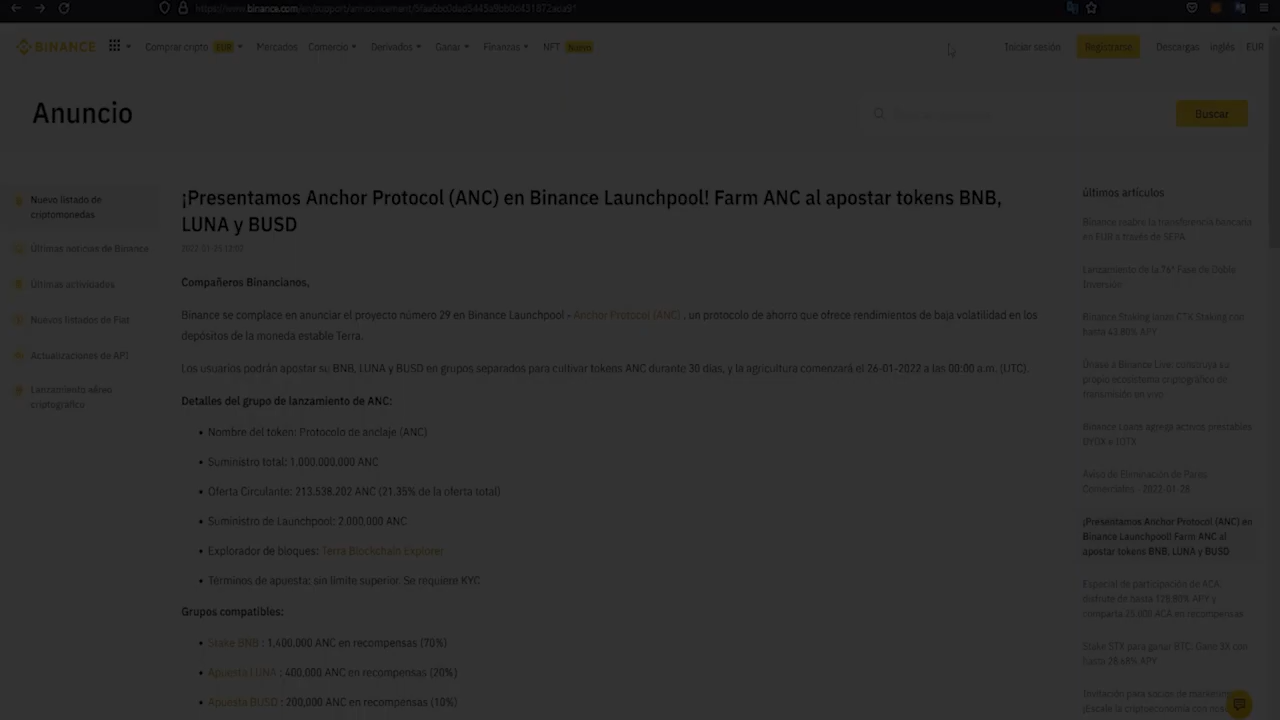 BINANCE
Comprar cripto EUR Mercados Comercio Derivados Ganar Finanzas NFT Nuevo
Iniciar sesión Registrarse Descargas Inglés EUR
Anuncio
Buscar
Nuevo listado de
criptomonedas
Últimas noticias de Binance
Últimas actividades
Nuevos listados de Fiat
Actualizaciones de API
Lanzamiento aéreo
criptográfico
¡Presentamos Anchor Protocol (ANC) en Binance Launchpool! Farm ANC al apostar tokens BNB,
LUNA y BUSD
Compañeros Binancianos,
Binance se complace en anunciar el proyecto número 29 en Binance Launchpool - Anchor Protocol (ANC) , un protocolo de ahorro que ofrece rendimientos de baja volatilidad en los
depósitos de la moneda estable Terra.
Los usuarios podrán apostar su BNB, LUNA y BUSD en grupos separados para cultivar tokens ANC durante 30 días, y la agricultura comenzará el 26-01-2022 a las 00:00 a.m. (UTC).
Detalles del grupo de lanzamiento de ANC:
• Nombre del token: Protocolo de anclaje (ANC)
• Suministro total: 1.000.000.000 ANC
• Oferta Circulante: 213.538.202 ANC (21.35% de la oferta total)
• Suministro de Launchpool: 2,000,000 ANC
• Explorador de bloques: Terra Blockchain Explorer
• Términos de apuesta: sin límite superior. Se requiere KYC
Grupos compatibles:
• Stake BNB : 1,400,000 ANC en recompensas (70%)
• Apuesta LUNA : 400,000 ANC en recompensas (20%)
• Apuesta BUSD : 200,000 ANC en recompensas (10%)
últimos artículos
Binance reabre la transferencia bancaria
en EUR a través de SEPA
Lanzamiento de la 76ª Fase de Doble
Inversión
Binance Staking lanza CTK Staking con
hasta 43.80% APY
Únase a Binance Live: construya su
propio ecosistema criptográfico de
transmisión en vivo
Binance Loans agrega activos prestables
DYDX e IOTX
Aviso de Eliminación de Pares
Comerciales - 2022-01-28
¡Presentamos Anchor Protocol (ANC) en
Binance Launchpool! Farm ANC al
apostar tokens BNB, LUNA y BUSD
Especial de participación de ACA,
disfrute de hasta 128.80% APY y
comparta 25,000 ACA en recompensas
Stake STX para ganar BTC: Gane 3X con
hasta 26.68% APY
Invitación para socios de
¡Escale la criptoeconomía con